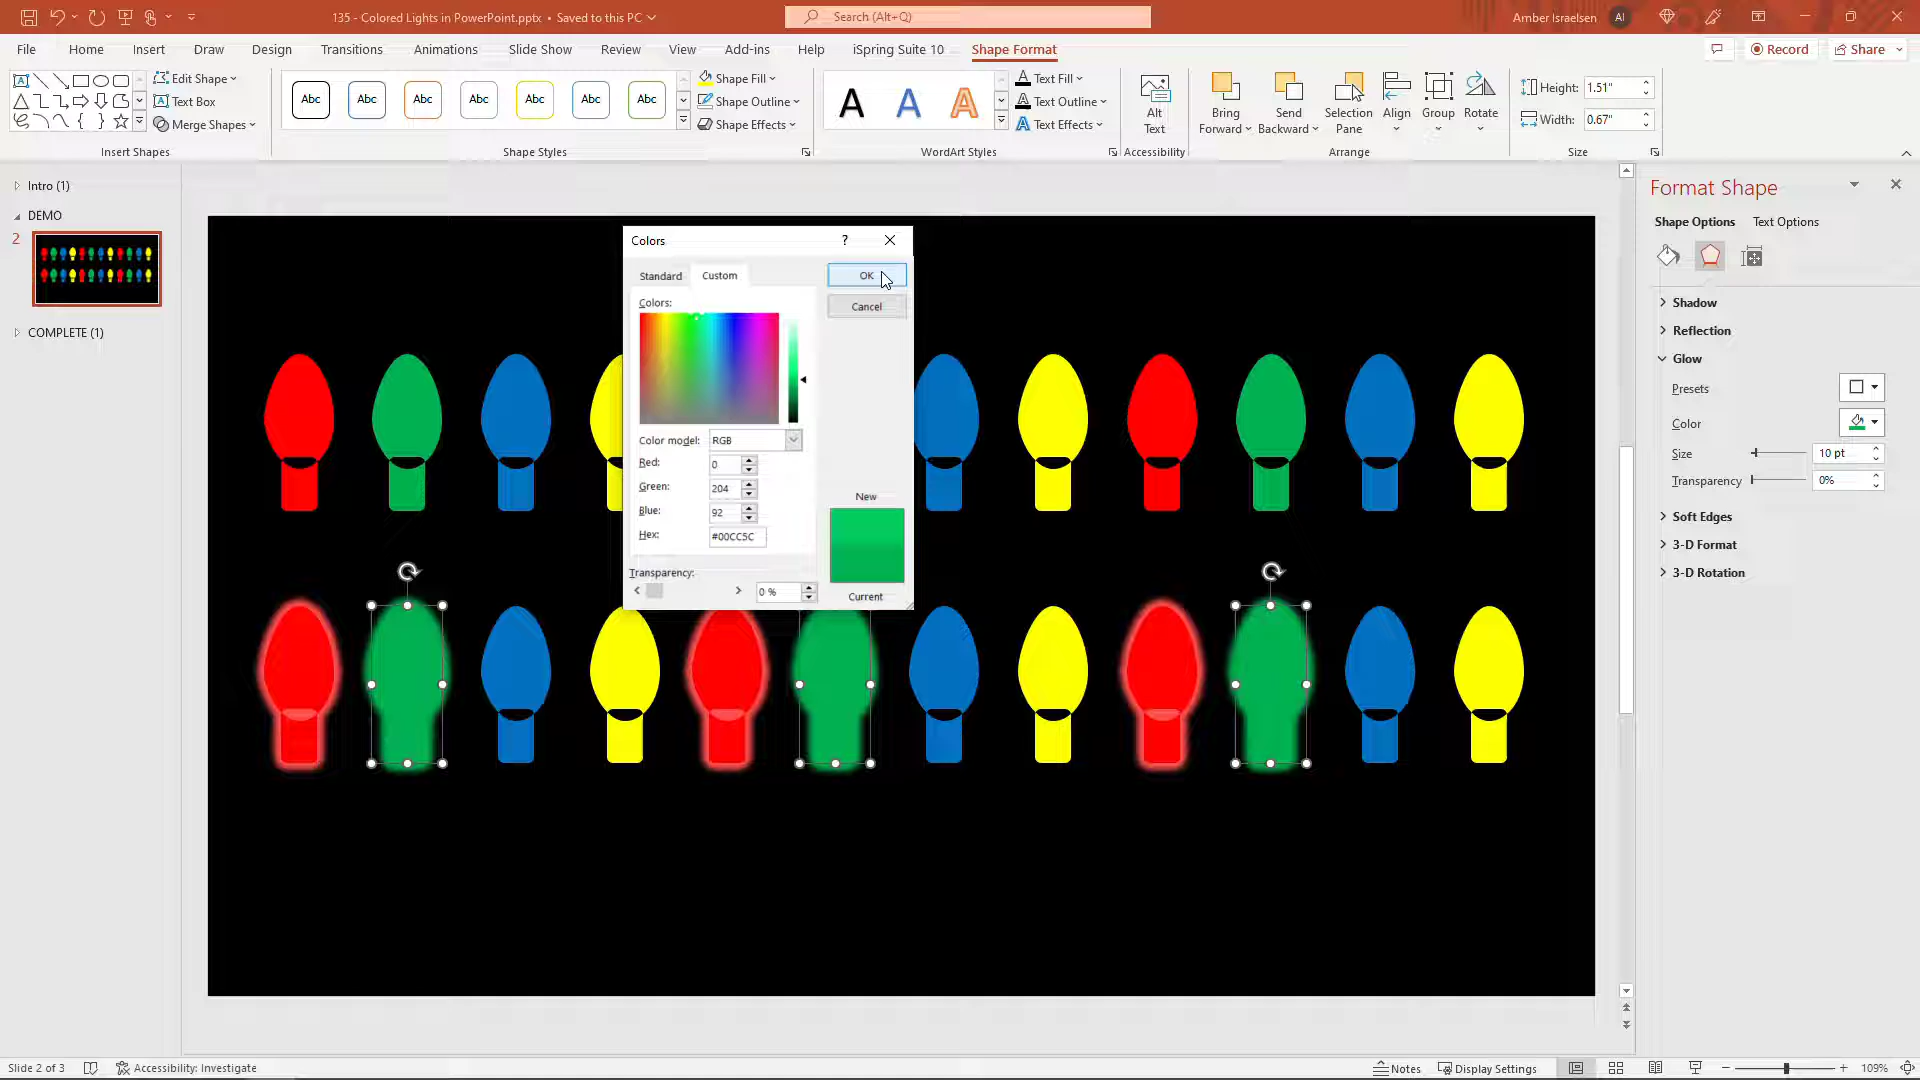 135 - Colored Lights in PowerPoint.pptx • Saved to this PC
Search (Alt+Q)
Amber Israelsen
AI
File Home Insert Draw Design Transitions Animations Slide Show Review View Add-ins Help iSpring Suite 10 Shape Format
Record
Share
Edit Shape
Text Box
Merge Shapes
Insert Shapes
Abc Abc Abc Abc Abc Abc Abc
Shape Fill
Shape Outline
Shape Effects
Shape Styles
A A A
Text Fill
Text Outline
Text Effects
WordArt Styles
Alt
Text
Accessibility
Bring
Forward
Send
Backward
Selection
Pane
Align
Group
Rotate
Arrange
Height: 1.51"
Width: 0.67"
Size
Intro (1)
DEMO
2
COMPLETE (1)
Colors
?
Standard Custom
OK
Cancel
Colors:
Color model: RGB
Red: 0
Green: 204
Blue: 92
Hex: #00CC5C
Transparency:
0 %
New
Current
Format Shape
Shape Options Text Options
Shadow
Reflection
Glow
Presets
Color
Size 10 pt
Transparency 0%
Soft Edges
3-D Format
3-D Rotation
Slide 2 of 3
Accessibility: Investigate
Notes
Display Settings
109%